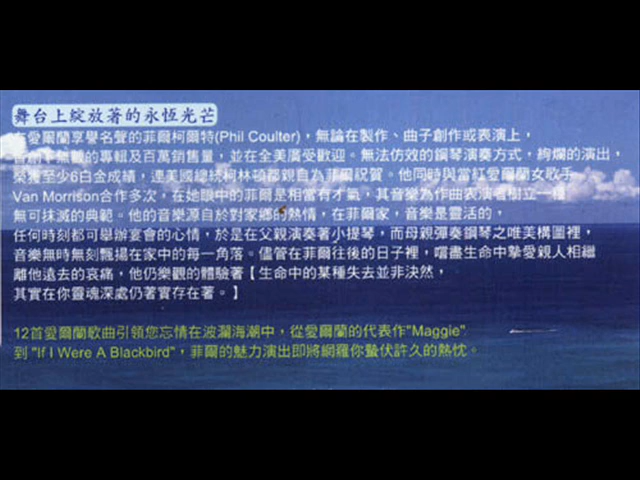 舞台上綻放著的永恆光芒
在愛爾蘭享譽名聲的菲爾柯爾特(Phil Coulter)，無論在製作、曲子創作或表演上，
皆創下無數的專輯及百萬銷售量，並在全美廣受歡迎。無法仿效的鋼琴演奏方式，絢爛的演出，
榮獲至少6白金成績，連美國總統柯林頓都親自為菲爾祝賀。他同時與當紅愛爾蘭女歌手
Van Morrison合作多次，在她眼中的菲爾是相當有才氣，其音樂為作曲表演者樹立一種
無可抹滅的典範。他的音樂源自於對家鄉的熱情，在菲爾家，音樂是靈活的，
任何時刻都可舉辦宴會的心情，於是在父親演奏著小提琴，而母親彈奏鋼琴之唯美構圖裡，
音樂無時無刻飄揚在家中的每一角落。儘管在菲爾往後的日子裡，嚐盡生命中摯愛親人相繼
離他遠去的哀痛，他仍樂觀的體驗著【生命中的某種失去並非決然，
其實在你靈魂深處仍著實存在著。】
12首愛爾蘭歌曲引領您忘情在波瀾海潮中，從愛爾蘭的代表作"Maggie"
到 "If I Were A Blackbird"，菲爾的魅力演出即將網羅你蟄伏許久的熱忱。